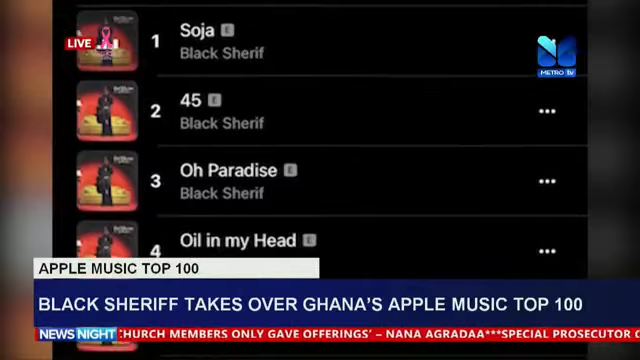 LIVE
METRO tv
1 Soja E
Black Sherif
2 45 E
Black Sherif
3 Oh Paradise E
Black Sherif
4 Oil in my Head E
APPLE MUSIC TOP 100
BLACK SHERIFF TAKES OVER GHANA'S APPLE MUSIC TOP 100
NEWS NIGHT CHURCH MEMBERS ONLY GAVE OFFERINGS' – NANA AGRADAA***SPECIAL PROSECUTOR